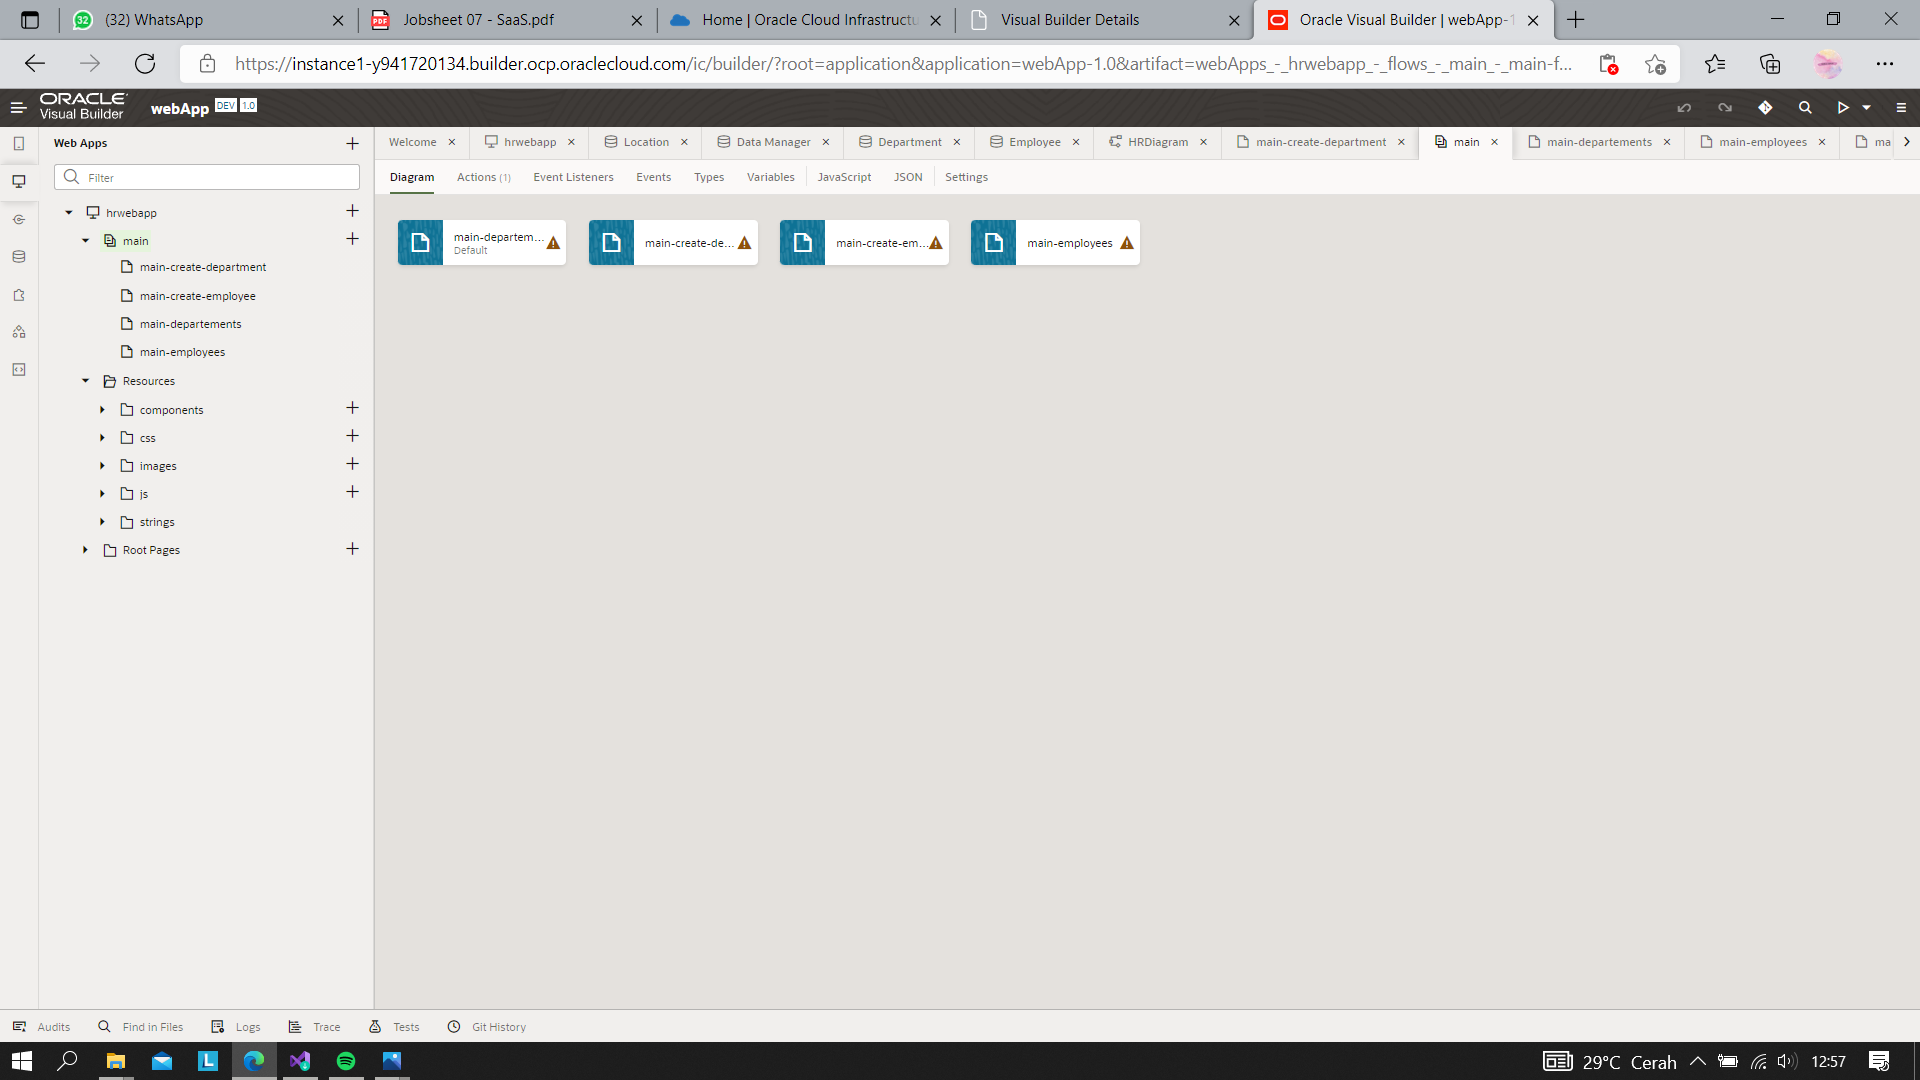 (32) WhatsApp
Jobsheet 07 - SaaS.pdf
Home | Oracle Cloud Infrastructu
Visual Builder Details
Oracle Visual Builder | webApp-1
https://instance1-y941720134.builder.ocp.oraclecloud.com/ic/builder/?root=application&application=webApp-1.0&artifact=webApps_-_hrwebapp_-_flows_-_main_-_main-f...
ORACLE
Visual Builder
webApp DEV 1.0
Web Apps
Welcome
hrwebapp
Location
Data Manager
Department
Employee
HRDiagram
main-create-department
main
main-departements
main-employees
ma
Filter
Diagram
Actions (1)
Event Listeners
Events
Types
Variables
JavaScript
JSON
Settings
hrwebapp
main
main-create-department
main-create-employee
main-departements
main-employees
Resources
components
css
images
js
strings
Root Pages
main-departem...
Default
main-create-de...
main-create-em...
main-employees
Audits
Find in Files
Logs
Trace
Tests
Git History
29°C Cerah
12:57